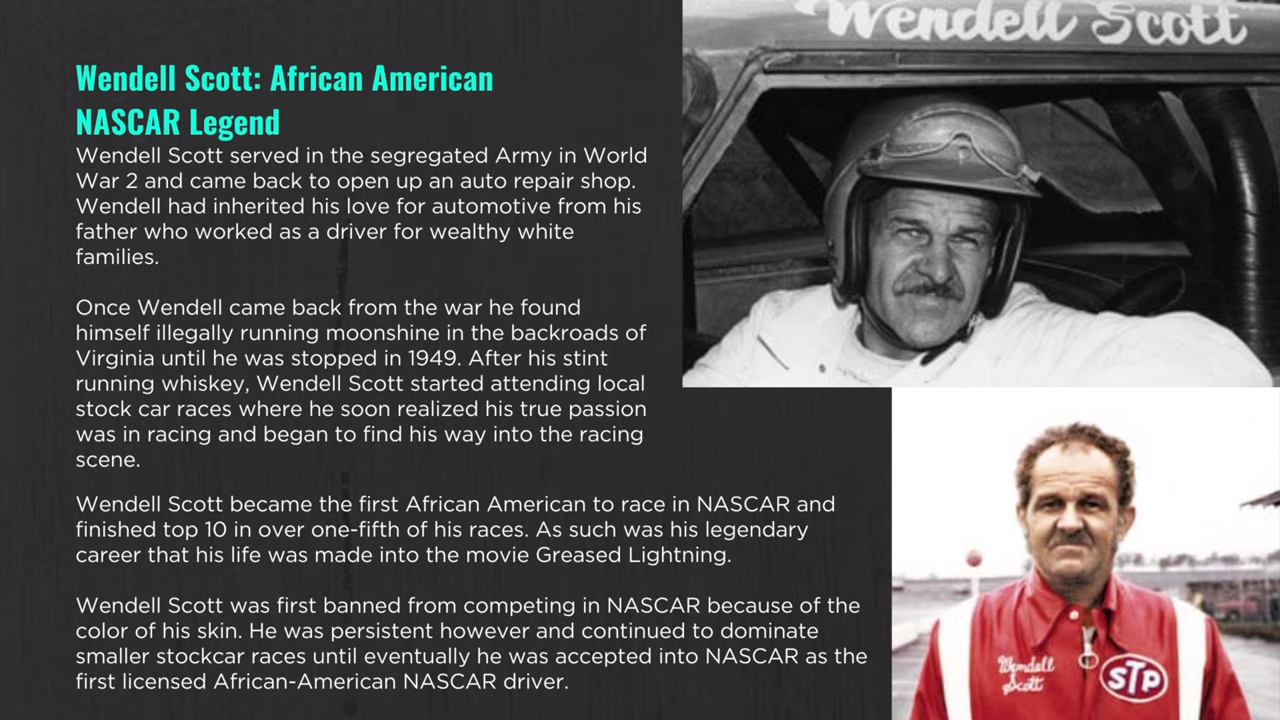 Wendell Scott
Wendell Scott: African American
NASCAR Legend
Wendell Scott served in the segregated Army in World
War 2 and came back to open up an auto repair shop.
Wendell had inherited his love for automotive from his
father who worked as a driver for wealthy white
families.
Once Wendell came back from the war he found
himself illegally running moonshine in the backroads of
Virginia until he was stopped in 1949. After his stint
running whiskey, Wendell Scott started attending local
stock car races where he soon realized his true passion
was in racing and began to find his way into the racing
scene.
Wendell Scott became the first African American to race in NASCAR and
finished top 10 in over one-fifth of his races. As such was his legendary
career that his life was made into the movie Greased Lightning.
Wendell Scott was first banned from competing in NASCAR because of the
color of his skin. He was persistent however and continued to dominate
smaller stockcar races until eventually he was accepted into NASCAR as the
first licensed African-American NASCAR driver.
Wendell
Scott
STP